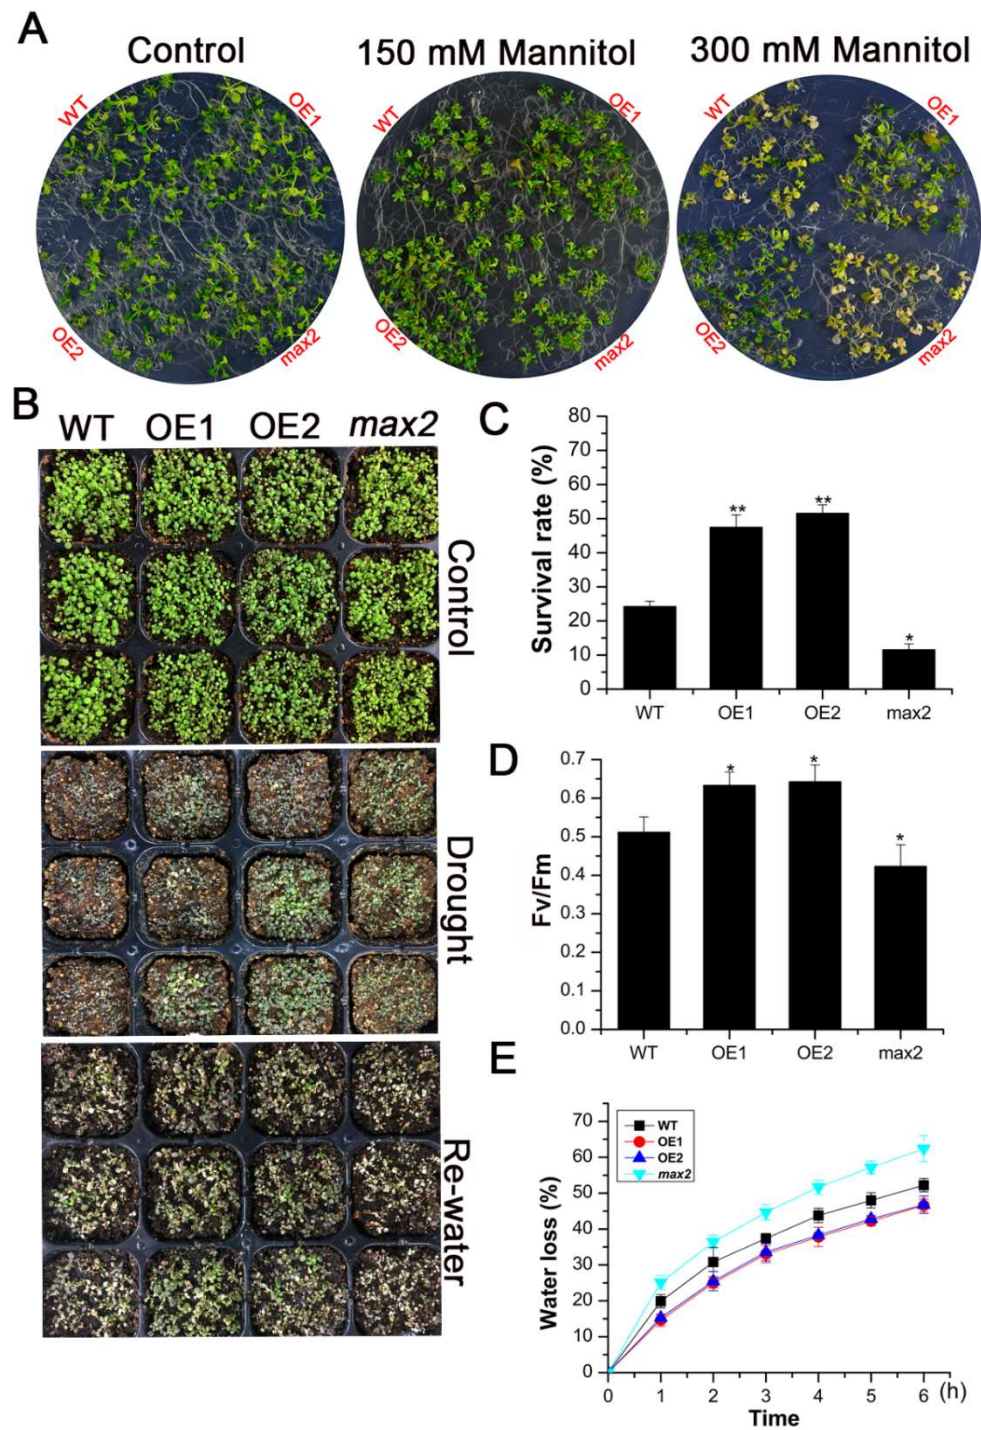 A
Control
150 mM Mannitol
300 mM Mannitol
WT
OE1
OE2
max2
WT
OE1
OE2
max2
WT
OE1
OE2
max2
B
WT OE1 OE2 max2
Control
Drought
Re-water
C
Survival rate (%)
80
70
60
50
40
30
20
10
0
**
**
*
WT OE1 OE2 max2
D
Fv/Fm
0.7
0.6
0.5
0.4
0.3
0.2
0.1
0.0
*
*
*
WT OE1 OE2 max2
E
Water loss (%)
70
60
50
40
30
20
10
0
WT
OE1
OE2
max2
0 1 2 3 4 5 6 (h)
Time